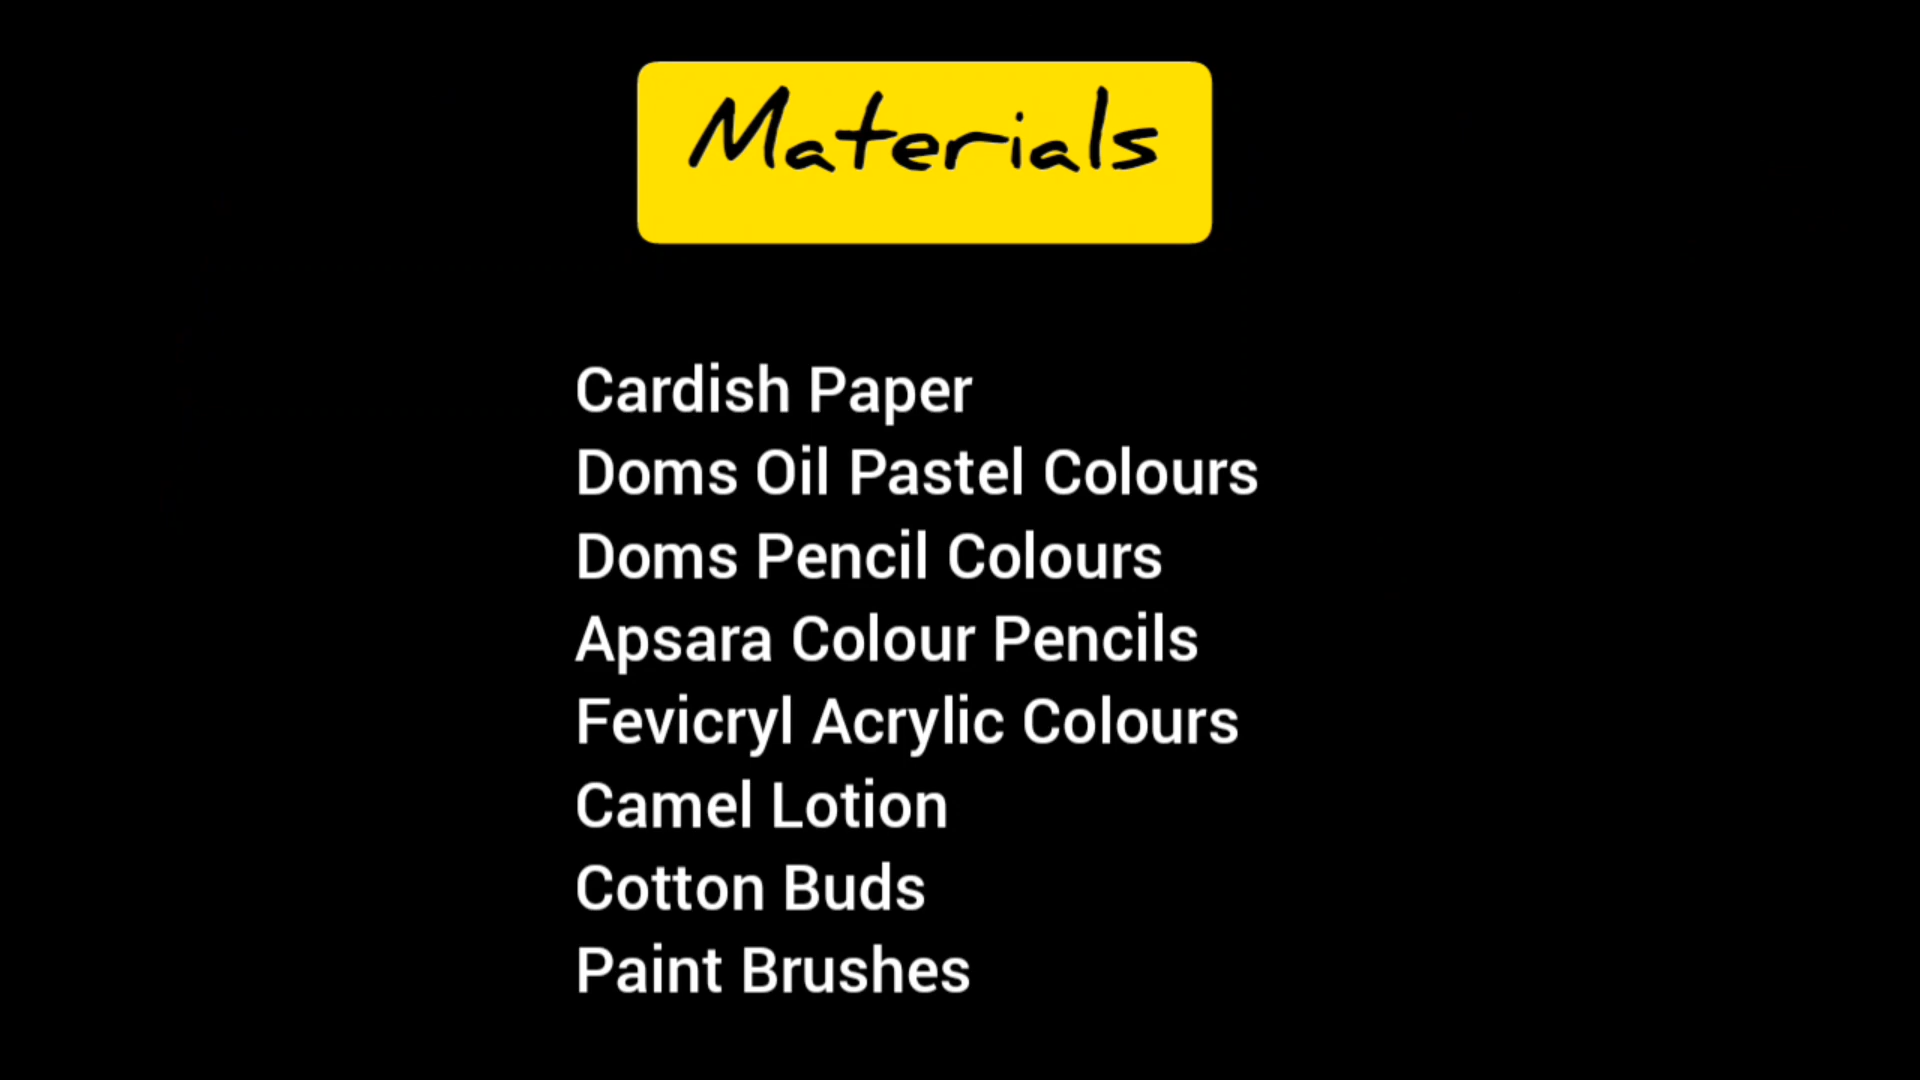 Materials
Cardish Paper
Doms Oil Pastel Colours
Doms Pencil Colours
Apsara Colour Pencils
Fevicryl Acrylic Colours
Camel Lotion
Cotton Buds
Paint Brushes